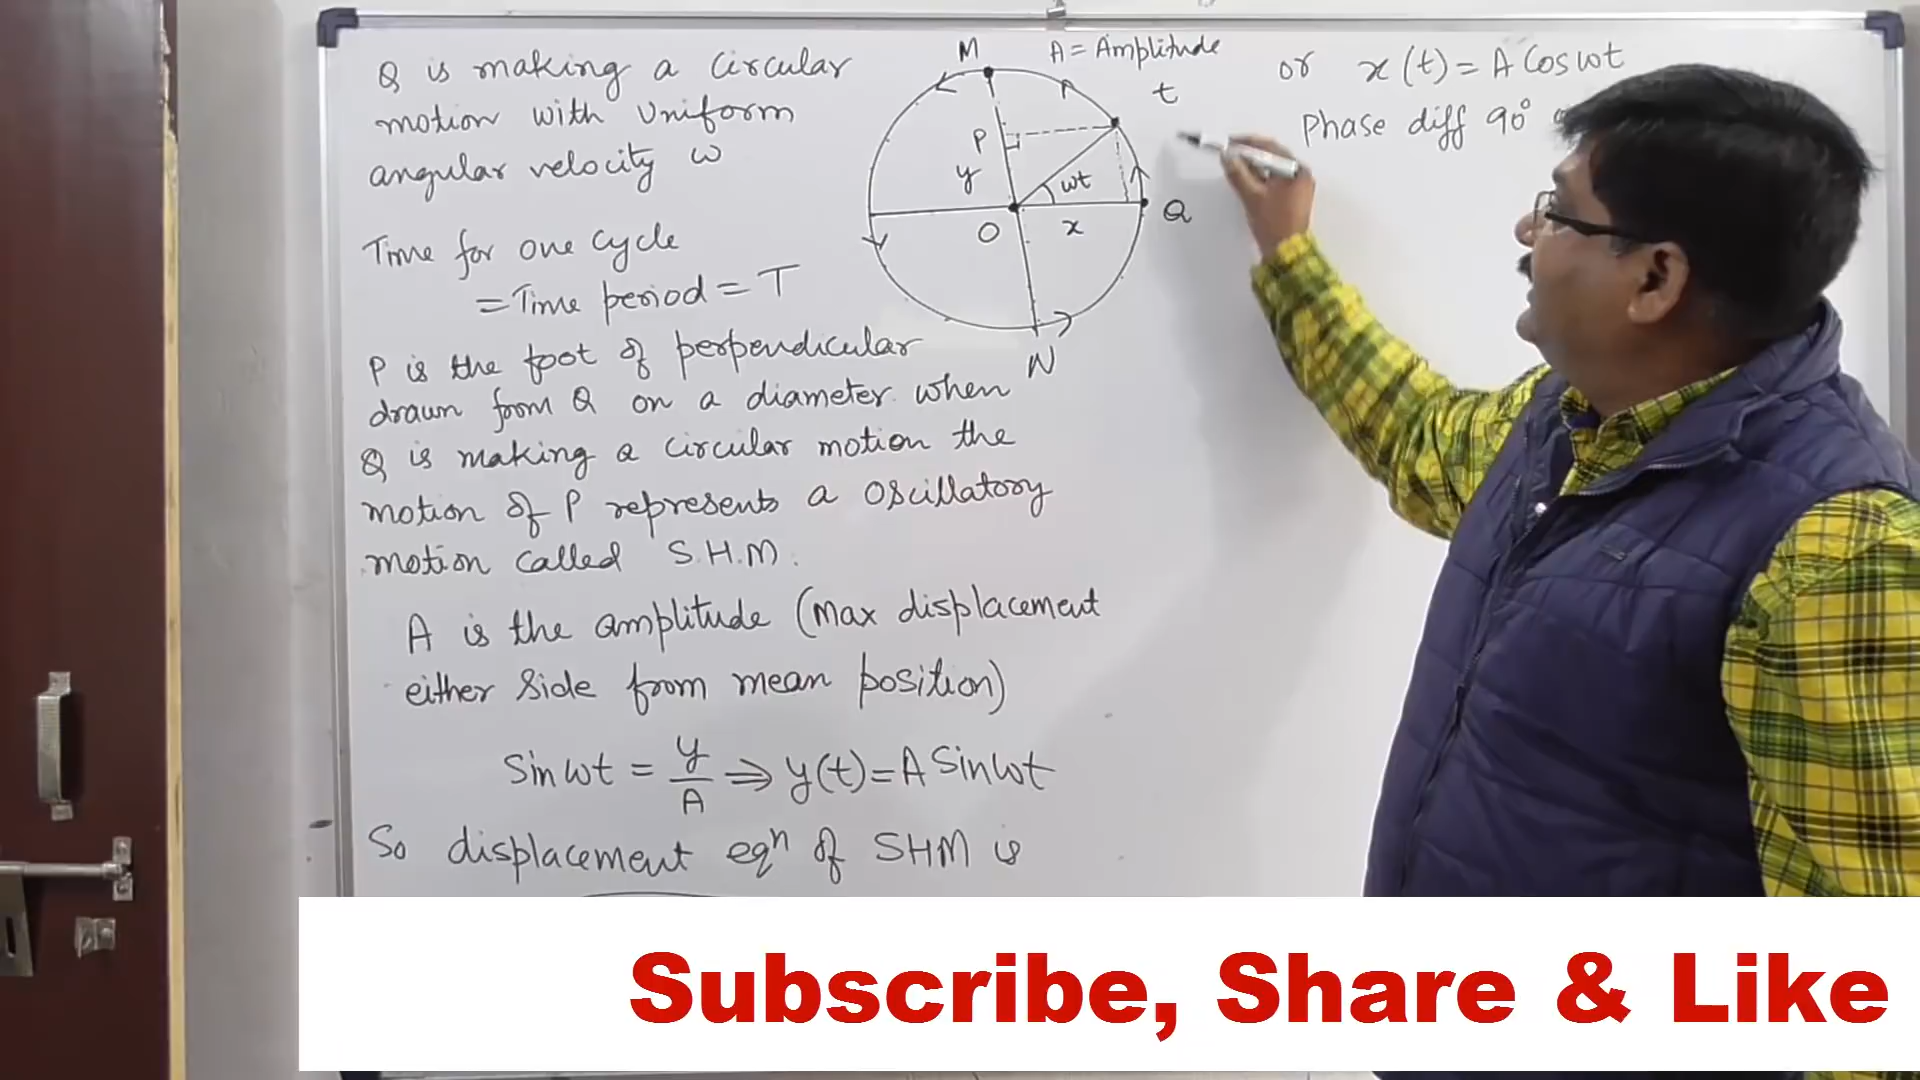 Q is making a circular
motion with Uniform
angular velocity ω
Time for one cycle
= Time period = T
P is the foot of perpendicular
drawn from Q on a diameter. when
Q is making a circular motion the
motion of P represents a oscillatory
motion called S.H.M.
A is the amplitude (Max displacement
either side from mean position)
Sin ωt = y/A ⇒ y(t) = A Sin ωt
So displacement eqn of SHM is
M
A = Amplitude
t
P
y
ωt
O
x
Q
N
or x(t) = A Cos ωt
Phase diff 90°
Subscribe, Share & Like